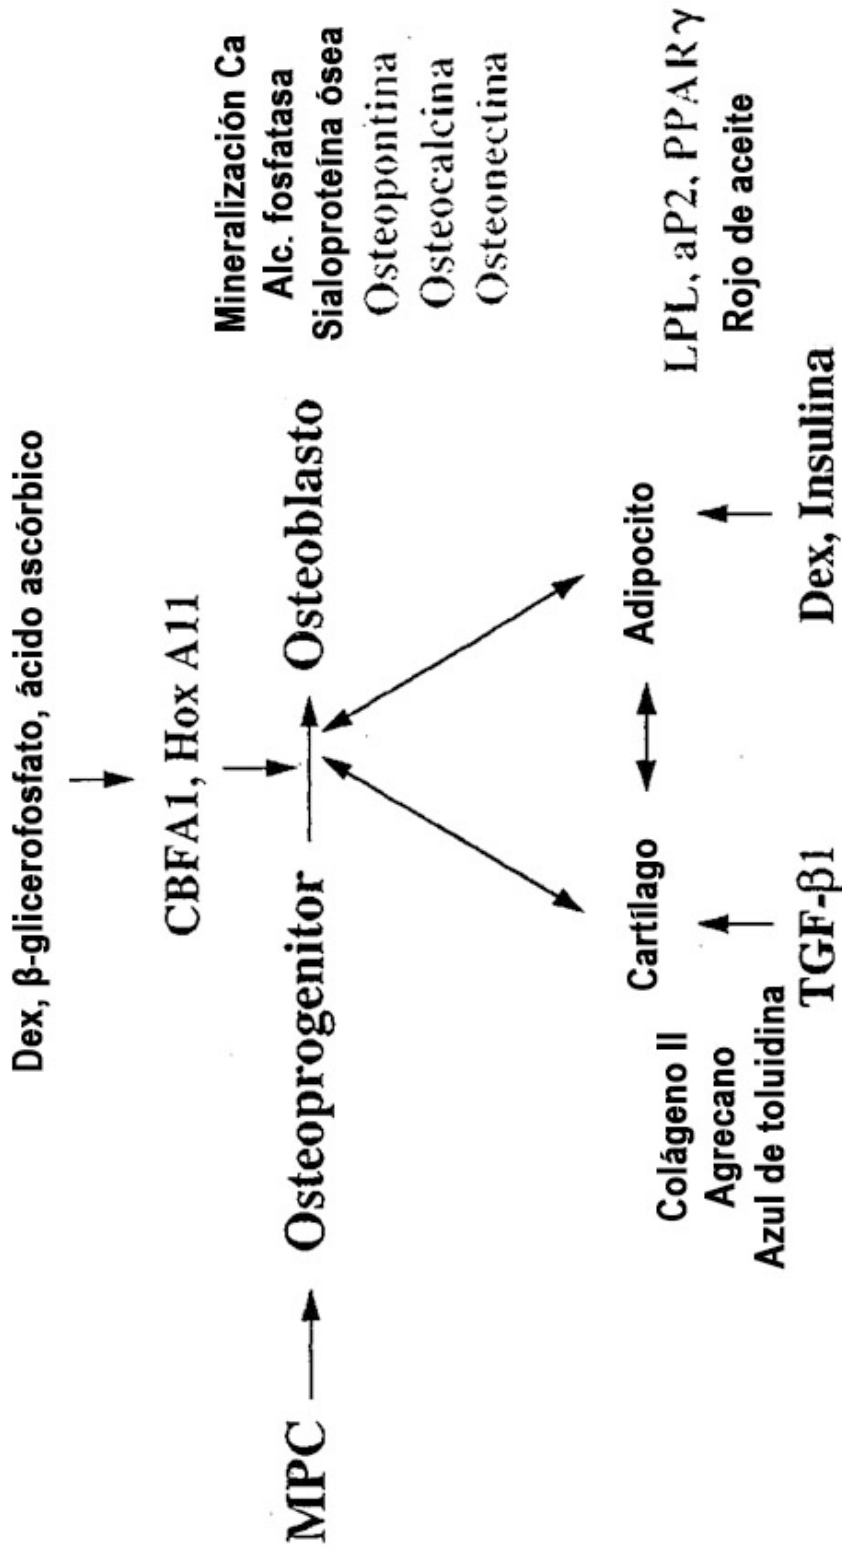 Dex, β-glicerofosfato, ácido ascórbico
CBFA1, Hox A11
MPC
Osteoprogenitor
Osteoblasto
Mineralización Ca
Alc. fosfatasa
Sialoproteína ósea
Osteopontina
Osteocalcina
Osteonectina
Cartílago
Adipocito
Colágeno II
Agrecano
Azul de toluidina
TGF-β1
Dex, Insulina
LPL, aP2, PPARγ
Rojo de aceite